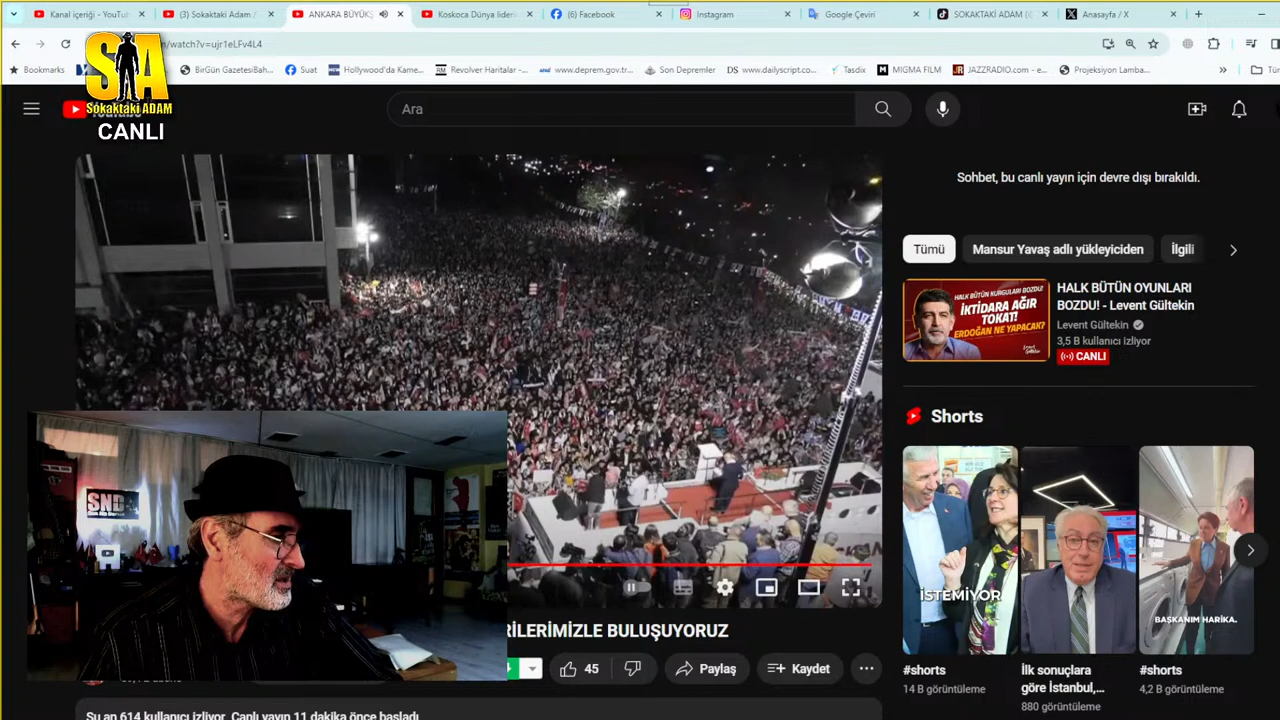 Kanal içeriği - YouTu
(3) Sokaktaki Adam /
ANKARA BÜYÜKŞ
Koskoca Dünya lideri
(6) Facebook
Instagram
Google Çeviri
SOKAKTAKİ ADAM (@
Anasayfa / X
m/watch?v=ujr1eLFv4L4
Bookmarks
BirGün GazetesiBah...
Suat
Hollywood'da Kame...
Revolver Haritalar -...
www.deprem.gov.tr...
Son Depremler
DS www.dailyscript.co...
Tasdix
MIGMA FILM
JAZZRADIO.com - e...
Projeksiyon Lamba...
Tür
SA
Sokaktaki ADAM
CANLI
Ara
Sohbet, bu canlı yayın için devre dışı bırakıldı.
Tümü
Mansur Yavaş adlı yükleyiciden
İlgili
HALK BÜTÜN KURGULARI BOZDU!
İKTİDARA AĞIR
TOKAT!
ERDOĞAN NE YAPACAK?
HALK BÜTÜN OYUNLARI
BOZDU! - Levent Gültekin
Levent Gültekin
3,5 B kullanıcı izliyor
CANLI
Shorts
İSTEMİYOR
BAŞKANIM HARİKA.
SND
RİLERİMİZLE BULUŞUYORUZ
45
Paylaş
Kaydet
#shorts
14 B görüntüleme
İlk sonuçlara
göre İstanbul,...
880 görüntüleme
#shorts
4,2 B görüntüleme
Şu an 614 kullanıcı izliyor Canlı yayın 11 dakika önce başladı